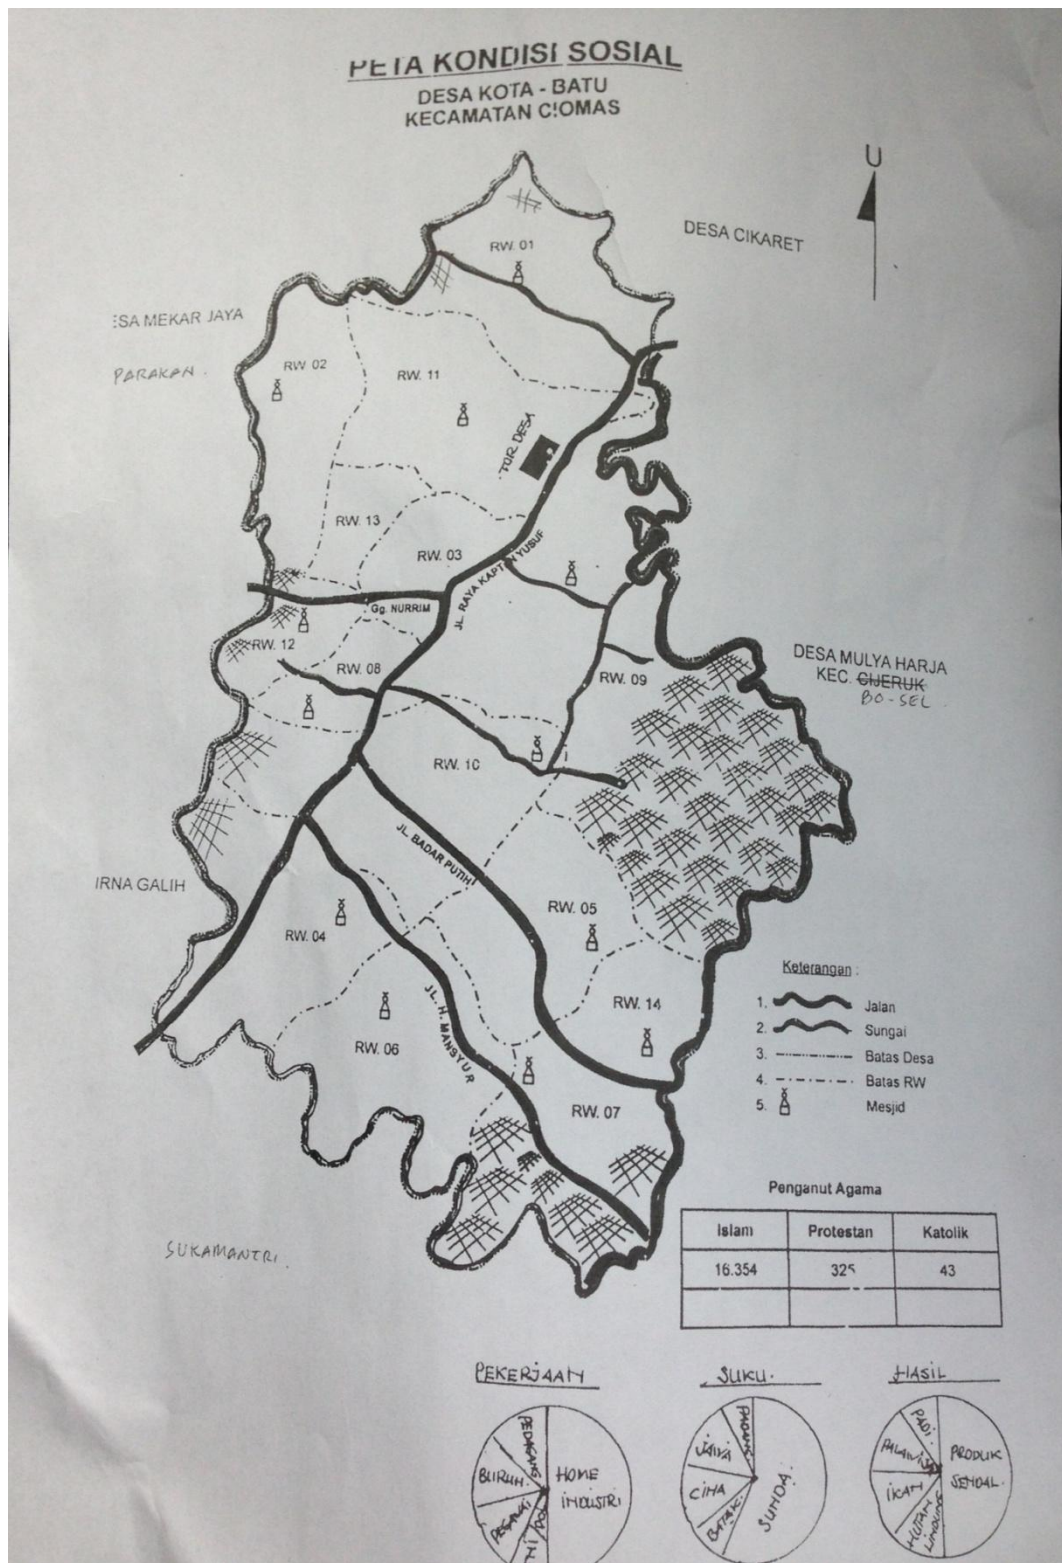 PETA KONDISI SOSIAL
DESA KOTA - BATU
KECAMATAN CIOMAS
U
DESA CIKARET
RW. 01
ESA MEKAR JAYA
PARAKAN
RW 02
RW. 11
TOR DESA
RW. 13
RW. 03
JL. RAYA KAPTEN YUSUF
Gg. NURRIM
RW. 12
RW. 08
RW. 09
DESA MULYA HARJA
KEC. CIJERUK
BO-SEL
RW. 10
JL. BADAR PUTIH
IRNA GALIH
RW. 05
RW. 04
RW. 14
JL. H. MANSYUR
RW. 06
RW. 07
Keterangan :
1. Jalan
2. Sungai
3. Batas Desa
4. Batas RW
5. Mesjid
SUKAMANTRI
Penganut Agama
Islam Protestan Katolik
16.354 325 43
PEKERJAAN
PEDAGANG
BURUH
PEGAWAI
HOME
INDUSTRI
SUKU.
PADANG
JAWA
CINA
BATAK
SUNDA.
HASIL
PADI.
PALAWIJA
IKAN
HUTAN
LINDUNG
PRODUK
SENDAL.